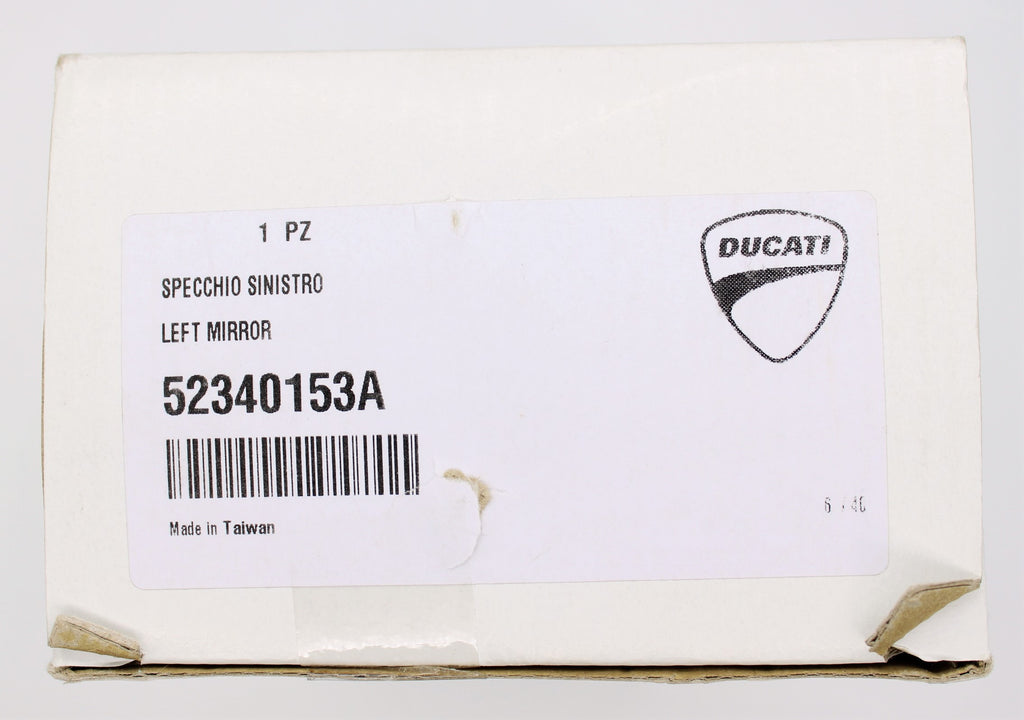 1 PZ
DUCATI
SPECCHIO SINISTRO
LEFT MIRROR
52340153A
Made in Taiwan